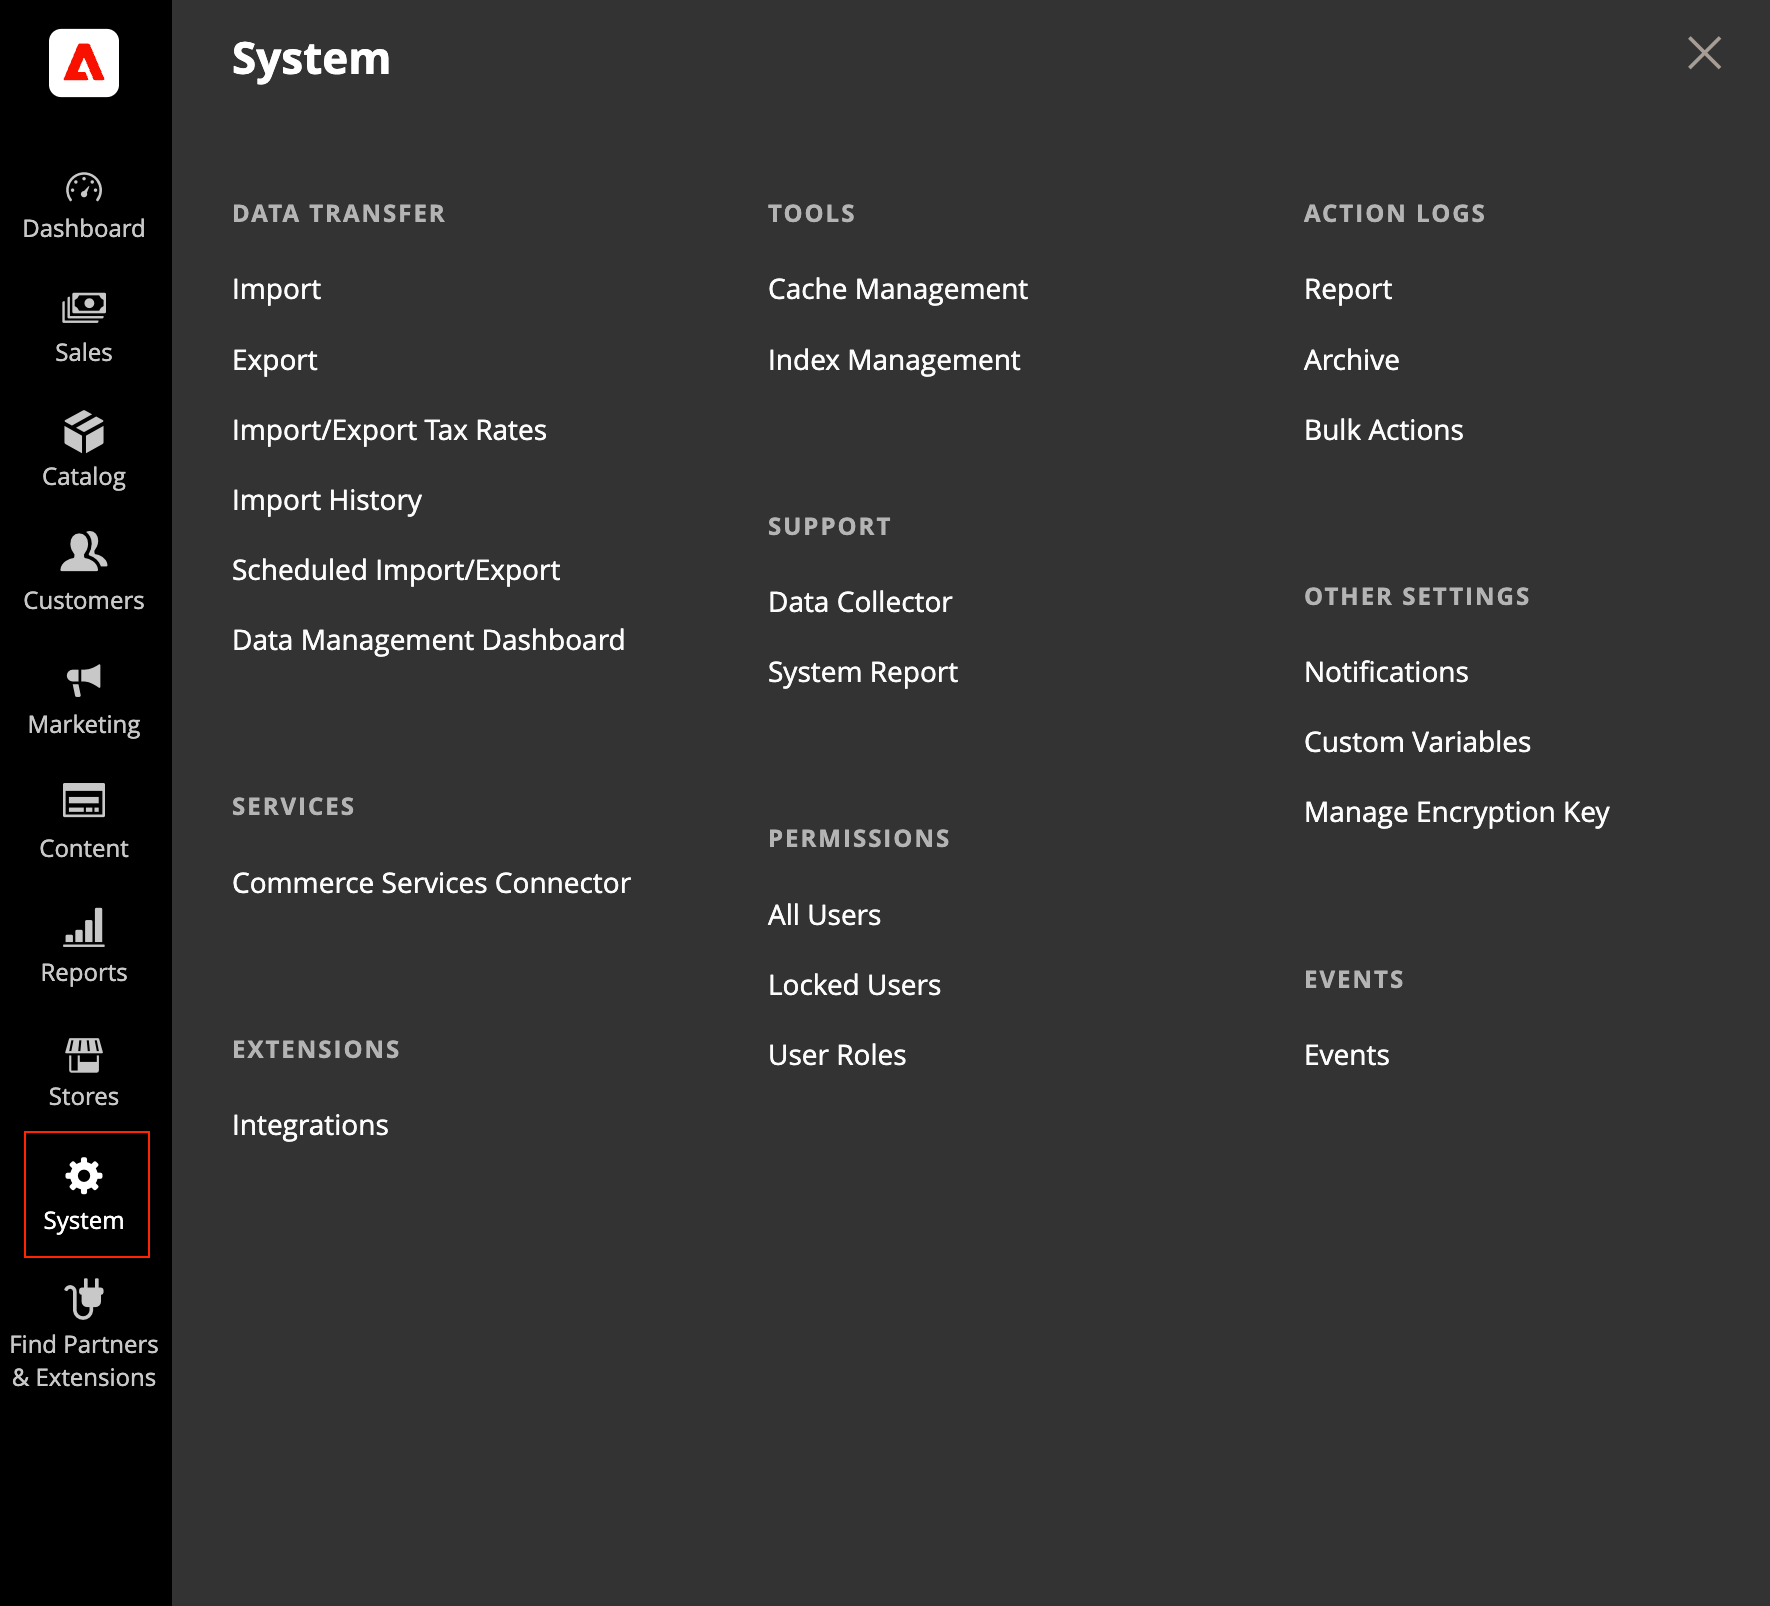 Dashboard
Sales
Catalog
Customers
Marketing
Content
Reports
Stores
System
Find Partners
& Extensions
System
DATA TRANSFER
Import
Export
Import/Export Tax Rates
Import History
Scheduled Import/Export
Data Management Dashboard
SERVICES
Commerce Services Connector
EXTENSIONS
Integrations
TOOLS
Cache Management
Index Management
SUPPORT
Data Collector
System Report
PERMISSIONS
All Users
Locked Users
User Roles
ACTION LOGS
Report
Archive
Bulk Actions
OTHER SETTINGS
Notifications
Custom Variables
Manage Encryption Key
EVENTS
Events